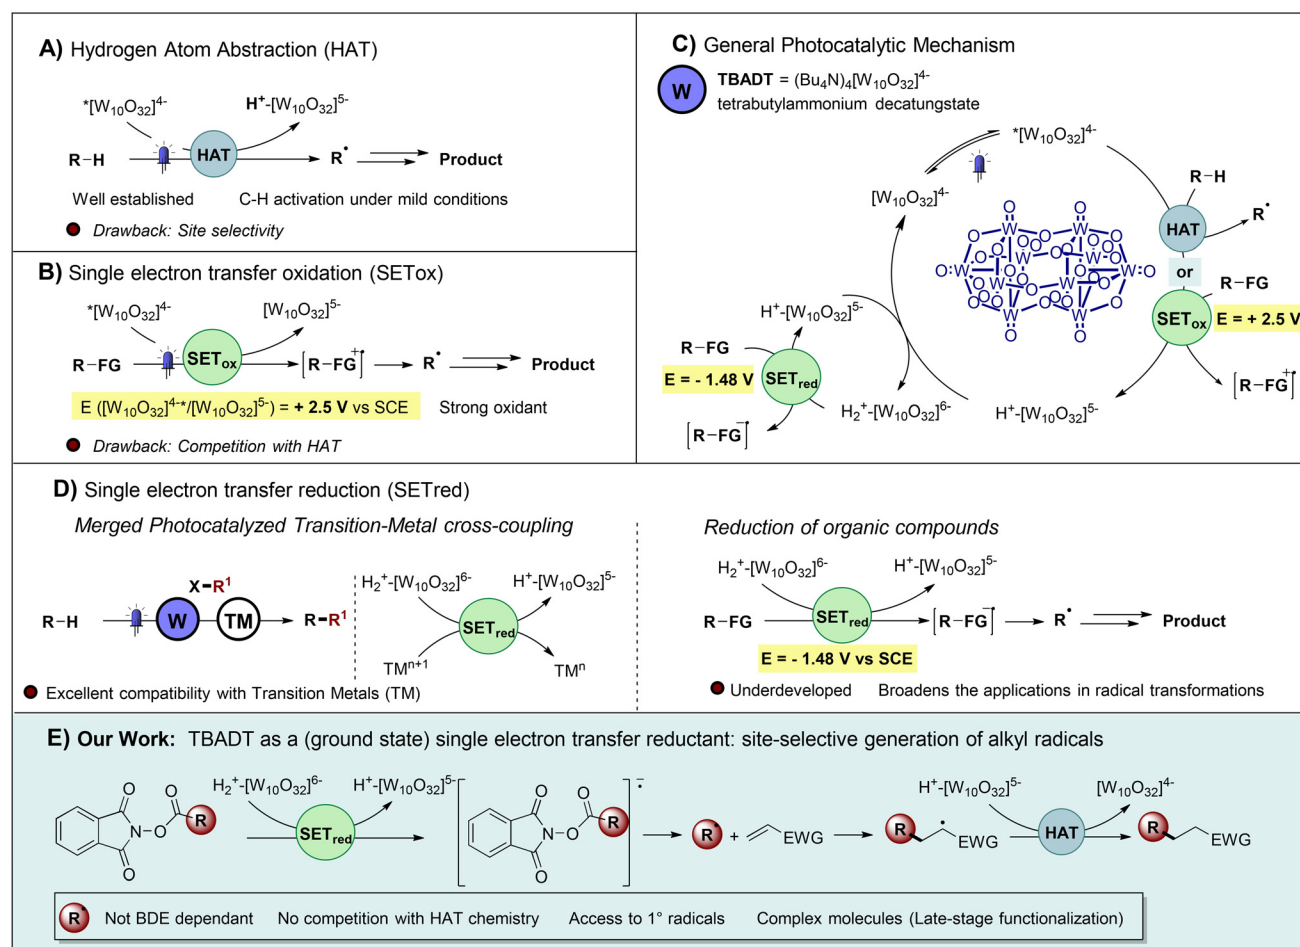 A) Hydrogen Atom Abstraction (HAT)
*[W10O32]4-
H+-[W10O32]5-
R-H
HAT
R•
Product
Well established
C-H activation under mild conditions
Drawback: Site selectivity
B) Single electron transfer oxidation (SETox)
*[W10O32]4-
[W10O32]5-
R-FG
SETox
[R-FG]+•
R•
Product
E ([W10O32]4-*/[W10O32]5-) = + 2.5 V vs SCE
Strong oxidant
Drawback: Competition with HAT
C) General Photocatalytic Mechanism
W
TBADT = (Bu4N)4[W10O32]4-
tetrabutylammonium decatungstate
*[W10O32]4-
[W10O32]4-
R-H
HAT
R•
or
R-FG
SETox
E = + 2.5 V
[R-FG]+•
H+-[W10O32]5-
H+-[W10O32]5-
R-FG
E = - 1.48 V
SETred
H2+-[W10O32]6-
[R-FG]-•
D) Single electron transfer reduction (SETred)
Merged Photocatalyzed Transition-Metal cross-coupling
X-R1
R-H
W
TM
R-R1
H2+-[W10O32]6-
H+-[W10O32]5-
SETred
TMn+1
TMn
Excellent compatibility with Transition Metals (TM)
Reduction of organic compounds
H2+-[W10O32]6-
H+-[W10O32]5-
R-FG
SETred
[R-FG]-•
R•
Product
E = - 1.48 V vs SCE
Underdeveloped
Broadens the applications in radical transformations
E) Our Work: TBADT as a (ground state) single electron transfer reductant: site-selective generation of alkyl radicals
H2+-[W10O32]6-
H+-[W10O32]5-
SETred
R
R
R•
+
EWG
R
EWG
H+-[W10O32]5-
[W10O32]4-
HAT
R
EWG
R•
Not BDE dependant
No competition with HAT chemistry
Access to 1° radicals
Complex molecules (Late-stage functionalization)